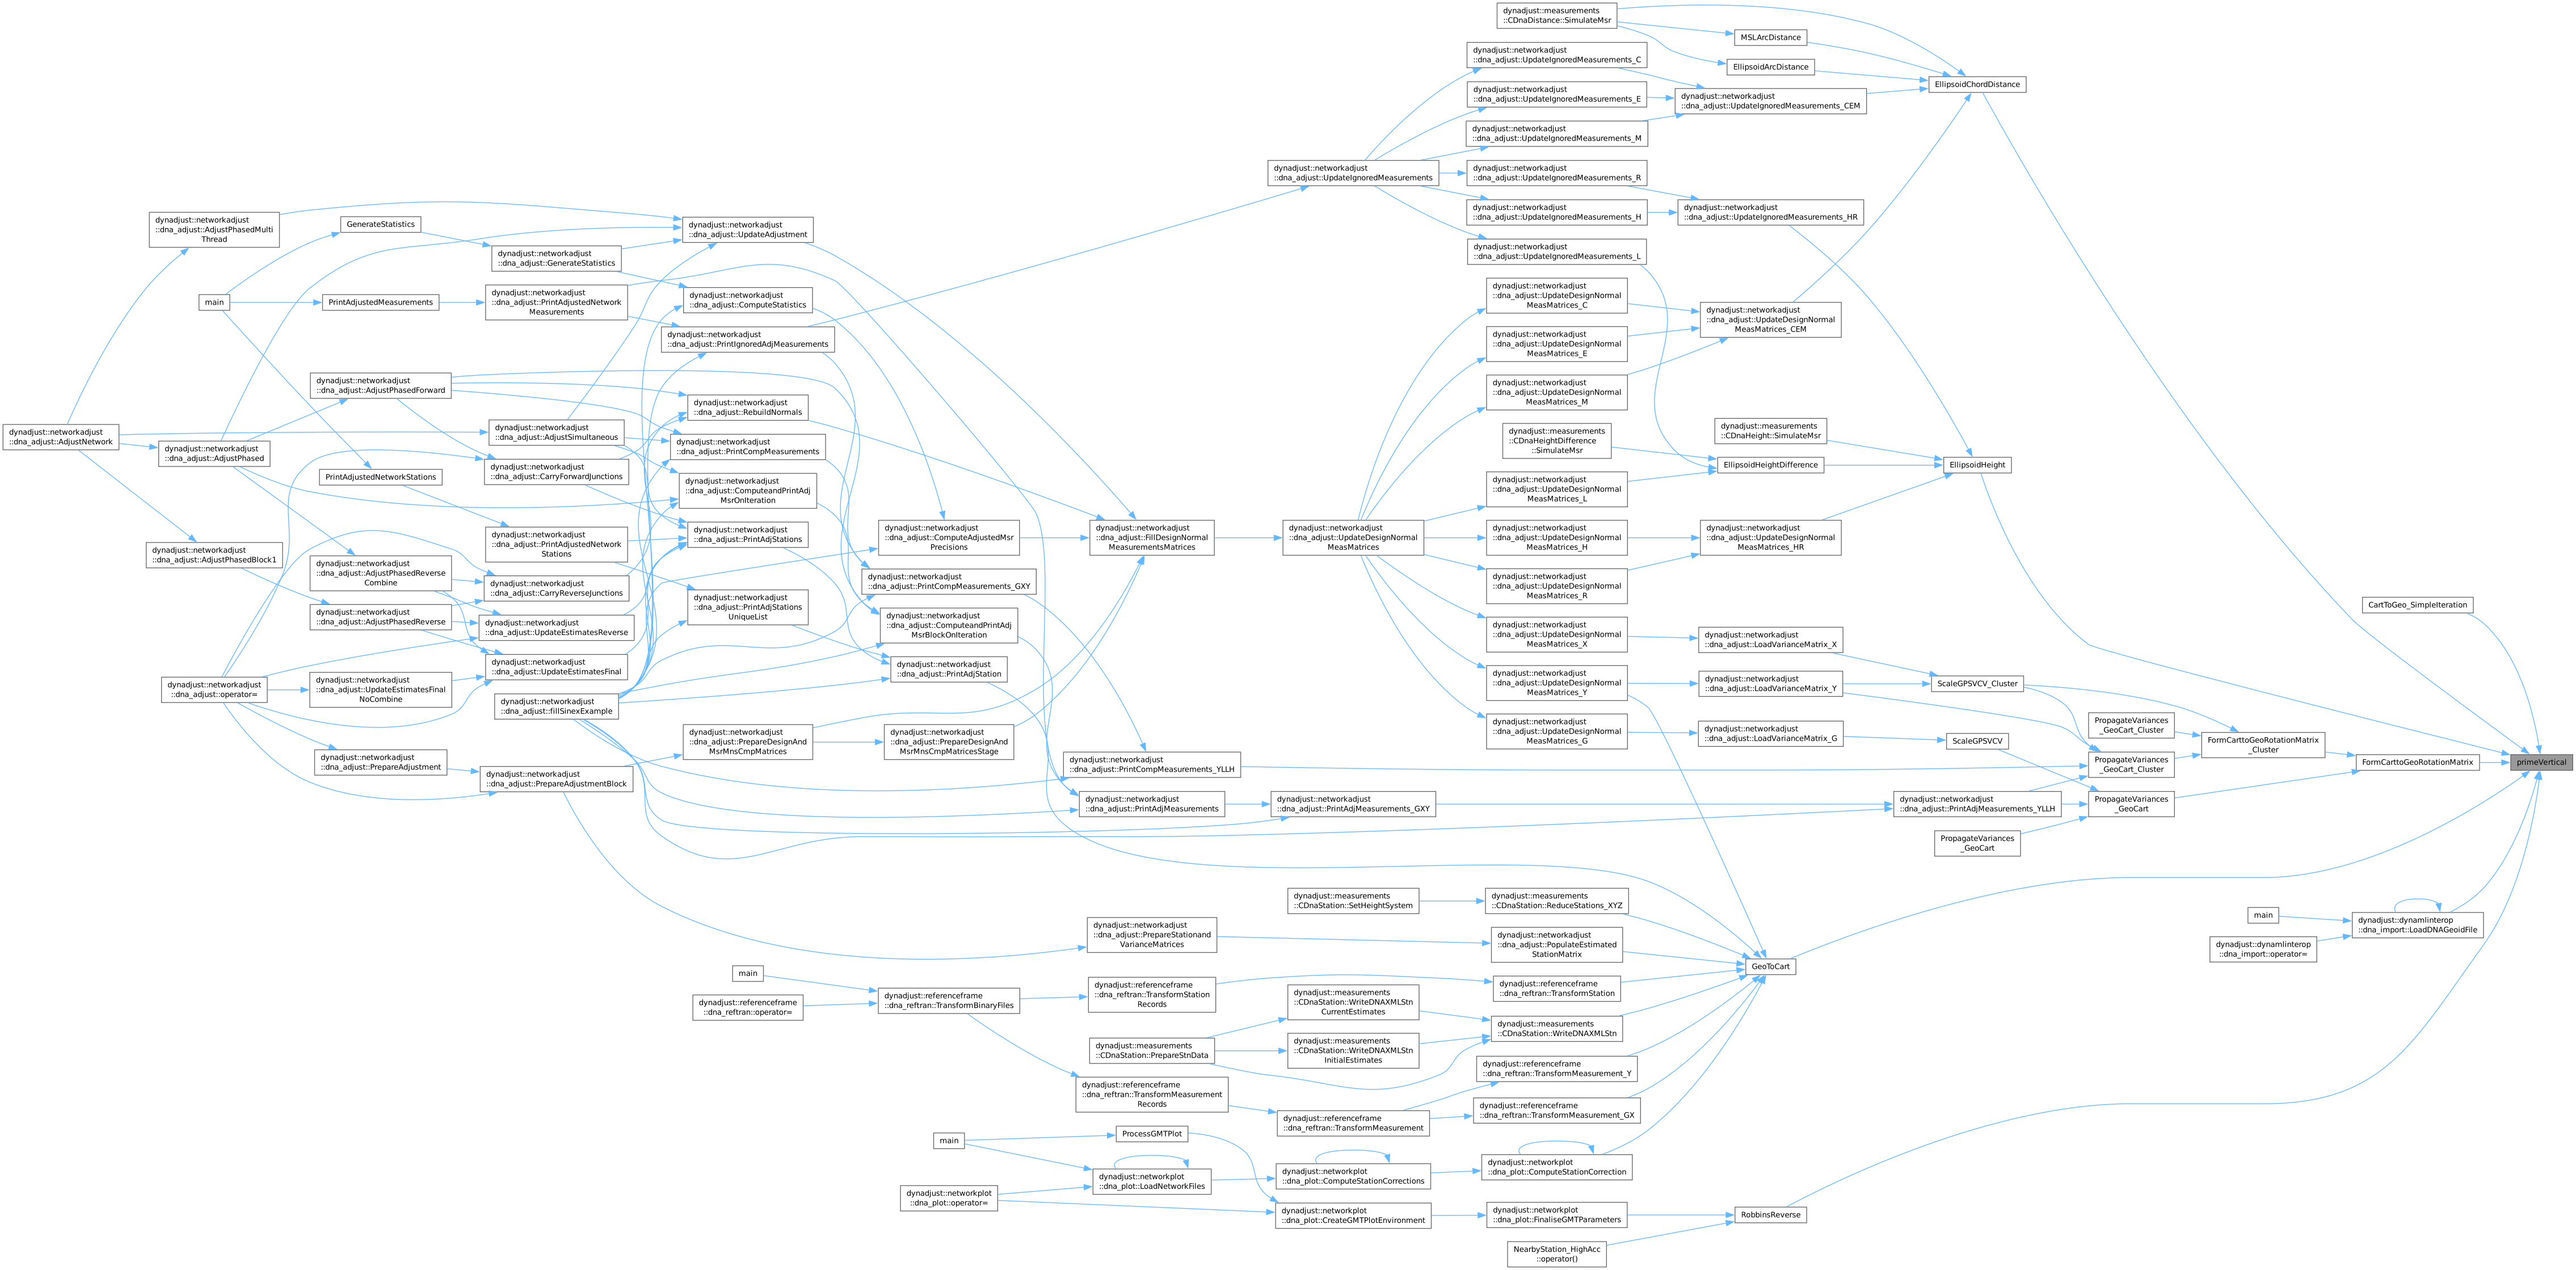 dynadjust::measurements
::CDnaDistance::SimulateMsr
MSLArcDistance
EllipsoidArcDistance
EllipsoidChordDistance
dynadjust::networkadjust
::dna_adjust::UpdateIgnoredMeasurements_C
dynadjust::networkadjust
::dna_adjust::UpdateIgnoredMeasurements_E
dynadjust::networkadjust
::dna_adjust::UpdateIgnoredMeasurements_CEM
dynadjust::networkadjust
::dna_adjust::UpdateIgnoredMeasurements_M
dynadjust::networkadjust
::dna_adjust::UpdateIgnoredMeasurements
dynadjust::networkadjust
::dna_adjust::UpdateIgnoredMeasurements_R
dynadjust::networkadjust
::dna_adjust::UpdateIgnoredMeasurements_H
dynadjust::networkadjust
::dna_adjust::UpdateIgnoredMeasurements_HR
dynadjust::networkadjust
::dna_adjust::UpdateIgnoredMeasurements_L
dynadjust::networkadjust
::dna_adjust::AdjustPhasedMulti
Thread
GenerateStatistics
dynadjust::networkadjust
::dna_adjust::UpdateAdjustment
dynadjust::networkadjust
::dna_adjust::GenerateStatistics
main
PrintAdjustedMeasurements
dynadjust::networkadjust
::dna_adjust::PrintAdjustedNetwork
Measurements
dynadjust::networkadjust
::dna_adjust::ComputeStatistics
dynadjust::networkadjust
::dna_adjust::PrintIgnoredAdjMeasurements
dynadjust::networkadjust
::dna_adjust::UpdateDesignNormal
MeasMatrices_C
dynadjust::networkadjust
::dna_adjust::UpdateDesignNormal
MeasMatrices_E
dynadjust::networkadjust
::dna_adjust::UpdateDesignNormal
MeasMatrices_CEM
dynadjust::networkadjust
::dna_adjust::UpdateDesignNormal
MeasMatrices_M
dynadjust::networkadjust
::dna_adjust::AdjustPhasedForward
dynadjust::networkadjust
::dna_adjust::RebuildNormals
dynadjust::networkadjust
::dna_adjust::AdjustNetwork
dynadjust::networkadjust
::dna_adjust::AdjustPhased
dynadjust::networkadjust
::dna_adjust::AdjustSimultaneous
dynadjust::networkadjust
::dna_adjust::PrintCompMeasurements
dynadjust::measurements
::CDnaHeightDifference
::SimulateMsr
dynadjust::measurements
::CDnaHeight::SimulateMsr
EllipsoidHeightDifference
EllipsoidHeight
PrintAdjustedNetworkStations
dynadjust::networkadjust
::dna_adjust::CarryForwardJunctions
dynadjust::networkadjust
::dna_adjust::ComputeandPrintAdj
MsrOnIteration
dynadjust::networkadjust
::dna_adjust::UpdateDesignNormal
MeasMatrices_L
dynadjust::networkadjust
::dna_adjust::AdjustPhasedBlock1
dynadjust::networkadjust
::dna_adjust::PrintAdjustedNetwork
Stations
dynadjust::networkadjust
::dna_adjust::PrintAdjStations
dynadjust::networkadjust
::dna_adjust::ComputeAdjustedMsr
Precisions
dynadjust::networkadjust
::dna_adjust::FillDesignNormal
MeasurementsMatrices
dynadjust::networkadjust
::dna_adjust::UpdateDesignNormal
MeasMatrices
dynadjust::networkadjust
::dna_adjust::UpdateDesignNormal
MeasMatrices_H
dynadjust::networkadjust
::dna_adjust::UpdateDesignNormal
MeasMatrices_HR
dynadjust::networkadjust
::dna_adjust::AdjustPhasedReverse
Combine
dynadjust::networkadjust
::dna_adjust::CarryReverseJunctions
dynadjust::networkadjust
::dna_adjust::PrintCompMeasurements_GXY
dynadjust::networkadjust
::dna_adjust::UpdateDesignNormal
MeasMatrices_R
dynadjust::networkadjust
::dna_adjust::AdjustPhasedReverse
dynadjust::networkadjust
::dna_adjust::UpdateEstimatesReverse
dynadjust::networkadjust
::dna_adjust::PrintAdjStations
UniqueList
dynadjust::networkadjust
::dna_adjust::ComputeandPrintAdj
MsrBlockOnIteration
dynadjust::networkadjust
::dna_adjust::UpdateDesignNormal
MeasMatrices_X
dynadjust::networkadjust
::dna_adjust::LoadVarianceMatrix_X
CartToGeo_SimpleIteration
dynadjust::networkadjust
::dna_adjust::operator=
dynadjust::networkadjust
::dna_adjust::UpdateEstimatesFinal
NoCombine
dynadjust::networkadjust
::dna_adjust::UpdateEstimatesFinal
dynadjust::networkadjust
::dna_adjust::PrintAdjStation
dynadjust::networkadjust
::dna_adjust::UpdateDesignNormal
MeasMatrices_Y
dynadjust::networkadjust
::dna_adjust::LoadVarianceMatrix_Y
ScaleGPSVCV_Cluster
dynadjust::networkadjust
::dna_adjust::fillSinexExample
dynadjust::networkadjust
::dna_adjust::PrepareDesignAnd
MsrMnsCmpMatrices
dynadjust::networkadjust
::dna_adjust::PrepareDesignAnd
MsrMnsCmpMatricesStage
dynadjust::networkadjust
::dna_adjust::UpdateDesignNormal
MeasMatrices_G
dynadjust::networkadjust
::dna_adjust::LoadVarianceMatrix_G
ScaleGPSVCV
PropagateVariances
_GeoCart_Cluster
FormCarttoGeoRotationMatrix
_Cluster
dynadjust::networkadjust
::dna_adjust::PrepareAdjustment
dynadjust::networkadjust
::dna_adjust::PrepareAdjustmentBlock
dynadjust::networkadjust
::dna_adjust::PrintCompMeasurements_YLLH
PropagateVariances
_GeoCart_Cluster
FormCarttoGeoRotationMatrix
primeVertical
dynadjust::networkadjust
::dna_adjust::PrintAdjMeasurements
dynadjust::networkadjust
::dna_adjust::PrintAdjMeasurements_GXY
dynadjust::networkadjust
::dna_adjust::PrintAdjMeasurements_YLLH
PropagateVariances
_GeoCart
PropagateVariances
_GeoCart
dynadjust::measurements
::CDnaStation::SetHeightSystem
dynadjust::measurements
::CDnaStation::ReduceStations_XYZ
dynadjust::networkadjust
::dna_adjust::PrepareStationand
VarianceMatrices
dynadjust::networkadjust
::dna_adjust::PopulateEstimated
StationMatrix
main
dynadjust::dynamlinterop
::dna_import::LoadDNAGeoidFile
dynadjust::dynamlinterop
::dna_import::operator=
main
GeoToCart
dynadjust::referenceframe
::dna_reftran::operator=
dynadjust::referenceframe
::dna_reftran::TransformBinaryFiles
dynadjust::referenceframe
::dna_reftran::TransformStation
Records
dynadjust::referenceframe
::dna_reftran::TransformStation
dynadjust::measurements
::CDnaStation::WriteDNAXMLStn
CurrentEstimates
dynadjust::measurements
::CDnaStation::WriteDNAXMLStn
dynadjust::measurements
::CDnaStation::PrepareStnData
dynadjust::measurements
::CDnaStation::WriteDNAXMLStn
InitialEstimates
dynadjust::referenceframe
::dna_reftran::TransformMeasurement_Y
dynadjust::referenceframe
::dna_reftran::TransformMeasurement
Records
dynadjust::referenceframe
::dna_reftran::TransformMeasurement
dynadjust::referenceframe
::dna_reftran::TransformMeasurement_GX
main
ProcessGMTPlot
dynadjust::networkplot
::dna_plot::LoadNetworkFiles
dynadjust::networkplot
::dna_plot::ComputeStationCorrections
dynadjust::networkplot
::dna_plot::ComputeStationCorrection
dynadjust::networkplot
::dna_plot::operator=
dynadjust::networkplot
::dna_plot::CreateGMTPlotEnvironment
dynadjust::networkplot
::dna_plot::FinaliseGMTParameters
RobbinsReverse
NearbyStation_HighAcc
::operator()